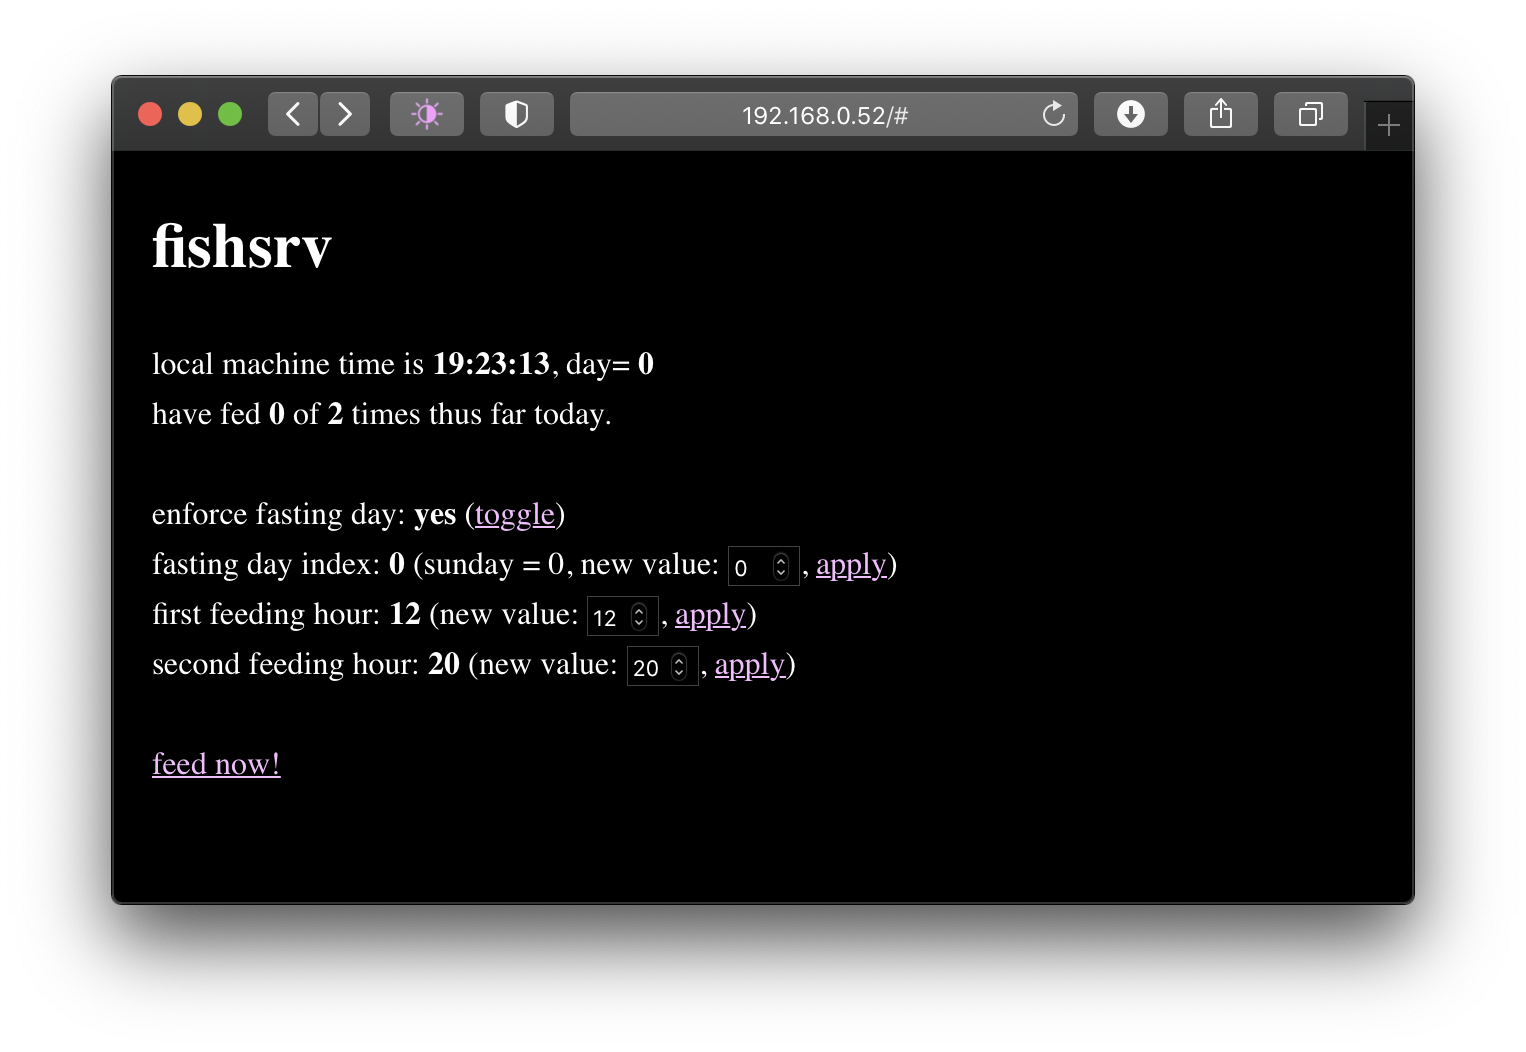 192.168.0.52/#
fishsrv
local machine time is 19:23:13, day= 0
have fed 0 of 2 times thus far today.
enforce fasting day: yes (toggle)
fasting day index: 0 (sunday = 0, new value: 0, apply)
first feeding hour: 12 (new value: 12, apply)
second feeding hour: 20 (new value: 20, apply)
feed now!